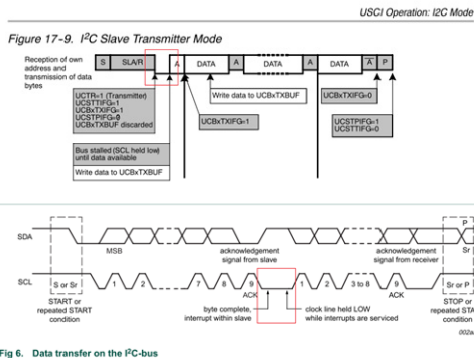 USCI Operation: I2C Mode
Figure 17-9. I²C Slave Transmitter Mode
Reception of own
address and
transmission of data
bytes
S SLA/R A DATA A DATA A DATA A P
UCTR=1 (Transmitter)
UCSTTIFG=1
UCBxTXIFG=1
UCSTPIFG=0
UCBxTXBUF discarded
Write data to UCBxTXBUF
UCBxTXIFG=0
UCBxTXIFG=1
UCSTPIFG=1
UCSTTIFG=0
Bus stalled (SCL held low)
until data available
Write data to UCBxTXBUF
SDA
MSB
acknowledgement
signal from slave
acknowledgement
signal from receiver
P
Sr
SCL
S or Sr
1 2 7 8 9 1 2 3 to 8 9
Sr or P
ACK
ACK
START or
repeated START
condition
byte complete,
interrupt within slave
clock line held LOW
while interrupts are serviced
STOP or
repeated STA
condition
002a
Fig 6. Data transfer on the I²C-bus